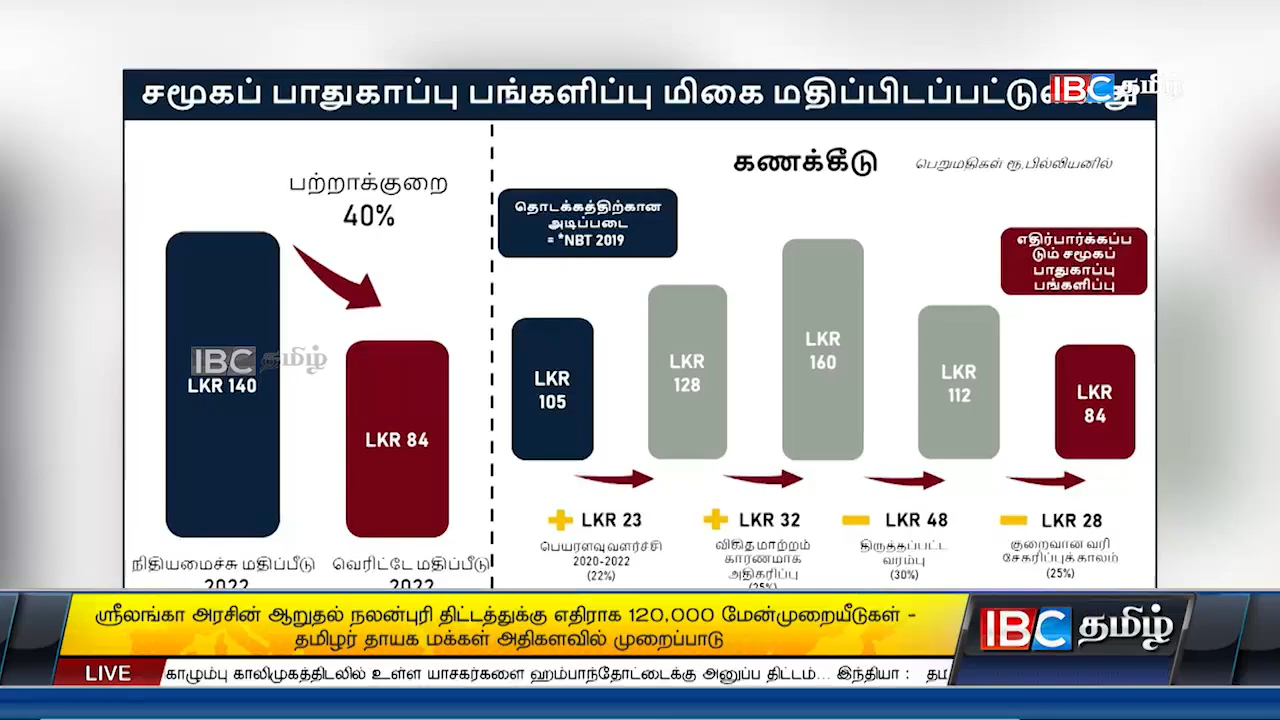 சமூகப் பாதுகாப்பு பங்களிப்பு மிகை
IBC தமிழ்
பற்றாக்குறை
40%
LKR 140
LKR 84
IBC தமிழ்
நிதியமைச்சு மதிப்பீடு
2022
வெரிட்டே மதிப்பீடு
2022
கணக்கீடு
பெறுமதிகள் ரூ.பில்லியனில்
தொடக்கத்திற்கான
அடிப்படை
= *NBT 2019
எதிர்பார்க்கப்ப
டும் சமூகப்
பாதுகாப்பு
பங்களிப்பு
LKR
105
LKR
128
LKR
160
LKR
112
LKR
84
+ LKR 23
பெயரளவு வளர்ச்சி
2020-2022
(22%)
+ LKR 32
விகித மாற்றம்
காரணமாக
அதிகரிப்பு
(25%)
− LKR 48
திருத்தப்பட்ட
வரம்பு
(30%)
− LKR 28
குறைவான வரி
சேகரிப்புக் காலம்
(25%)
ஸ்ரீலங்கா அரசின் ஆறுதல் நலன்புரி திட்டத்துக்கு எதிராக 120,000 மேன்முறையீடுகள் -
தமிழர் தாயக மக்கள் அதிகளவில் முறைப்பாடு
IBC தமிழ்
LIVE
காழும்பு காலிமுகத்திடலில் உள்ள யாசகர்களை ஹம்பாந்தோட்டைக்கு அனுப்ப திட்டம்... இந்தியா :